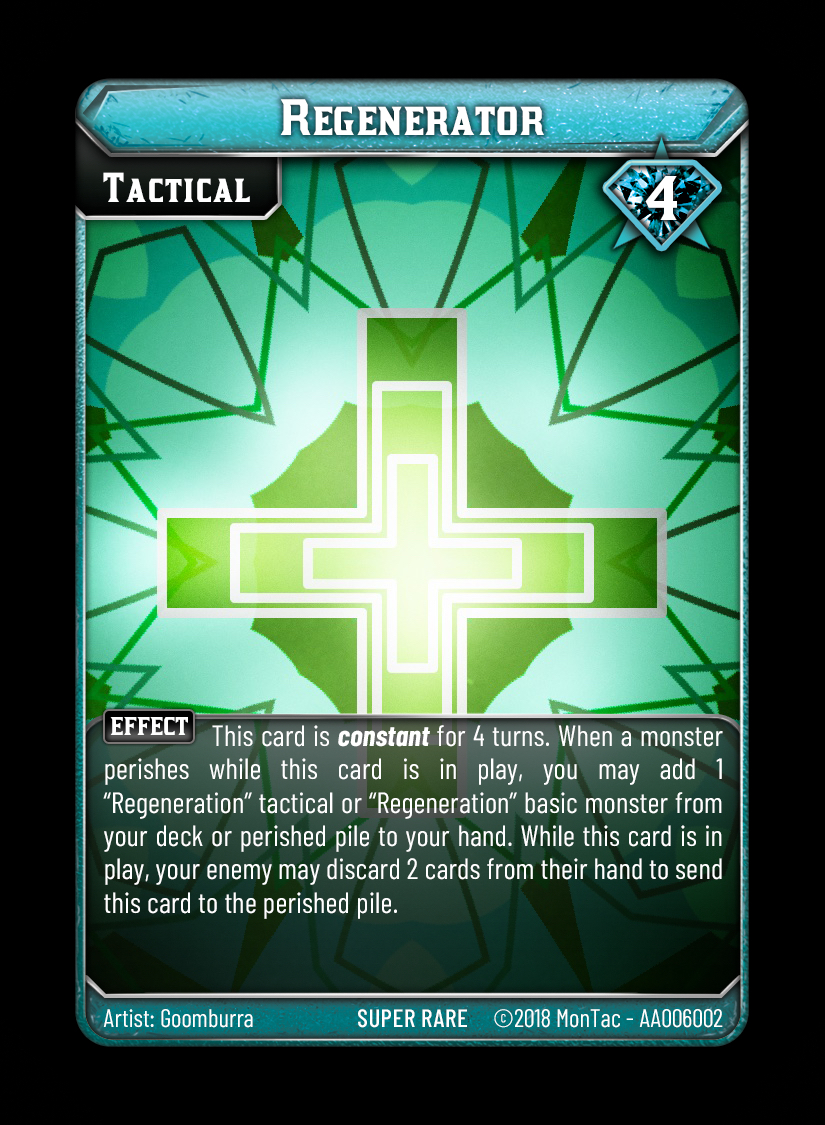 Regenerator
Tactical
4
EFFECT This card is constant for 4 turns. When a monster
perishes while this card is in play, you may add 1
“Regeneration” tactical or “Regeneration” basic monster from
your deck or perished pile to your hand. While this card is in
play, your enemy may discard 2 cards from their hand to send
this card to the perished pile.
Artist: Goomburra SUPER RARE ©2018 MonTac - AA006002